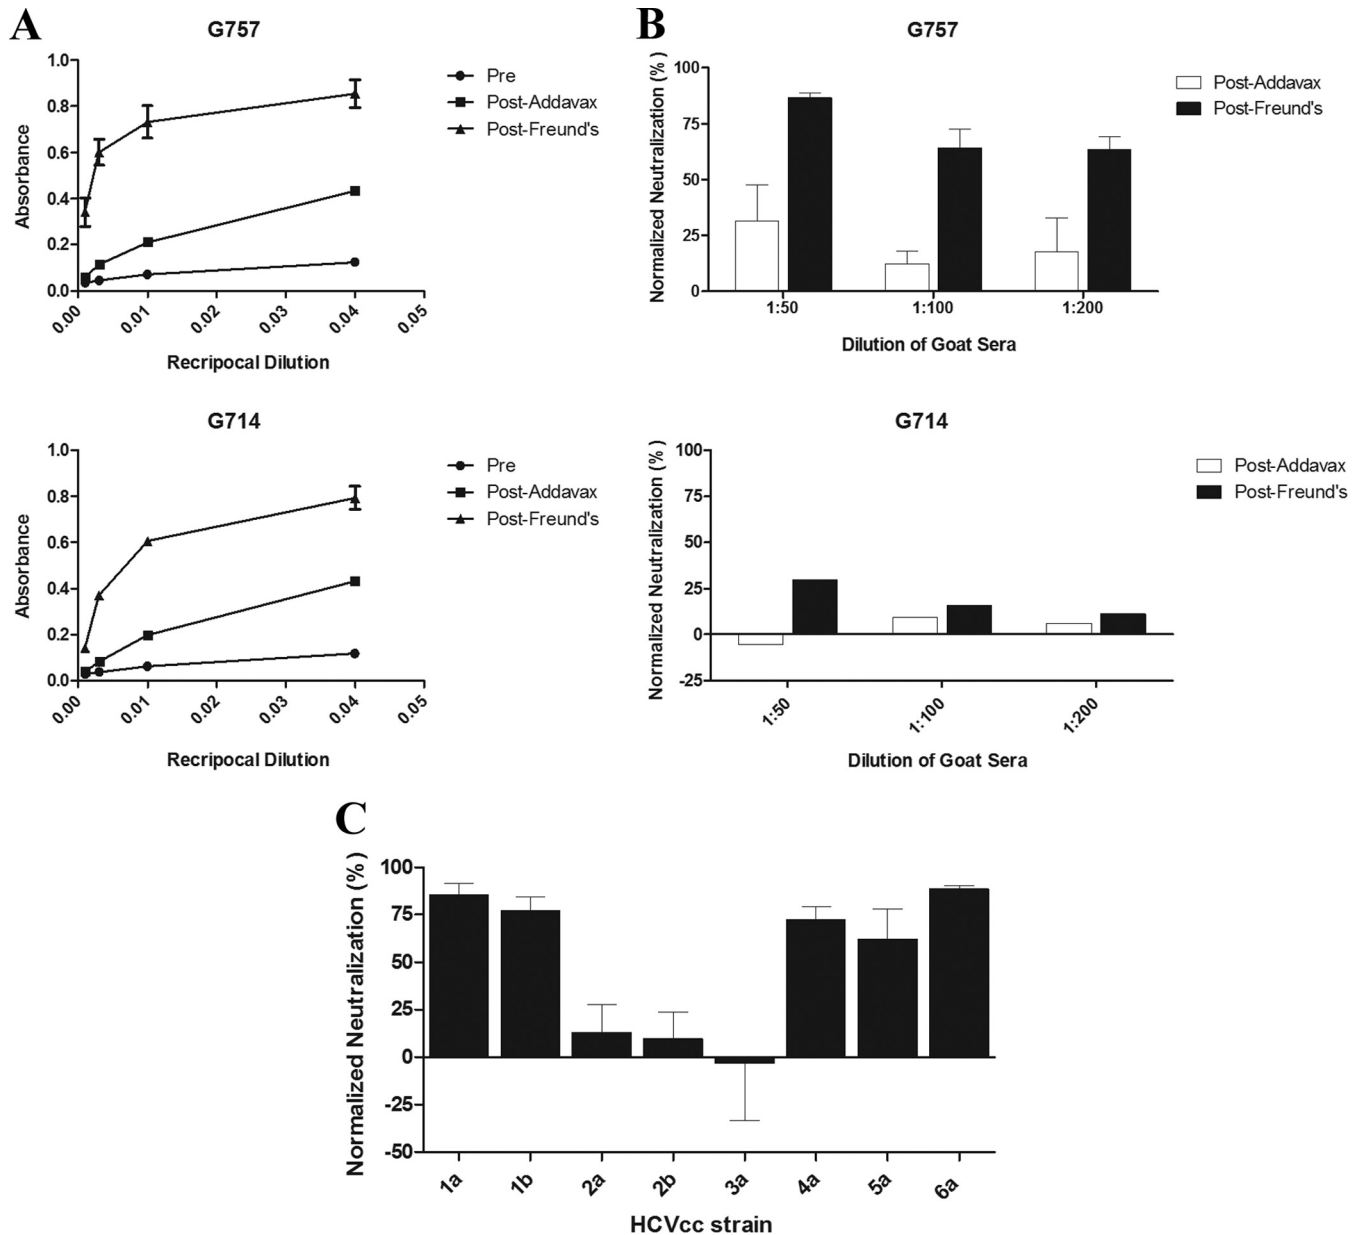 A
G757
1.0
0.8
0.6
0.4
0.2
0.0
Absorbance
0.00
0.01
0.02
0.03
0.04
0.05
Recripocal Dilution
Pre
Post-Addavax
Post-Freund's
B
G757
100
75
50
25
0
Normalized Neutralization (%)
1:50
1:100
1:200
Dilution of Goat Sera
Post-Addavax
Post-Freund's
G714
1.0
0.8
0.6
0.4
0.2
0.0
Absorbance
0.00
0.01
0.02
0.03
0.04
0.05
Recripocal Dilution
Pre
Post-Addavax
Post-Freund's
G714
100
75
50
25
0
-25
Normalized Neutralization (%)
1:50
1:100
1:200
Dilution of Goat Sera
Post-Addavax
Post-Freund's
C
100
75
50
25
0
-25
-50
Normalized Neutralization (%)
1a
1b
2a
2b
3a
4a
5a
6a
HCVcc strain